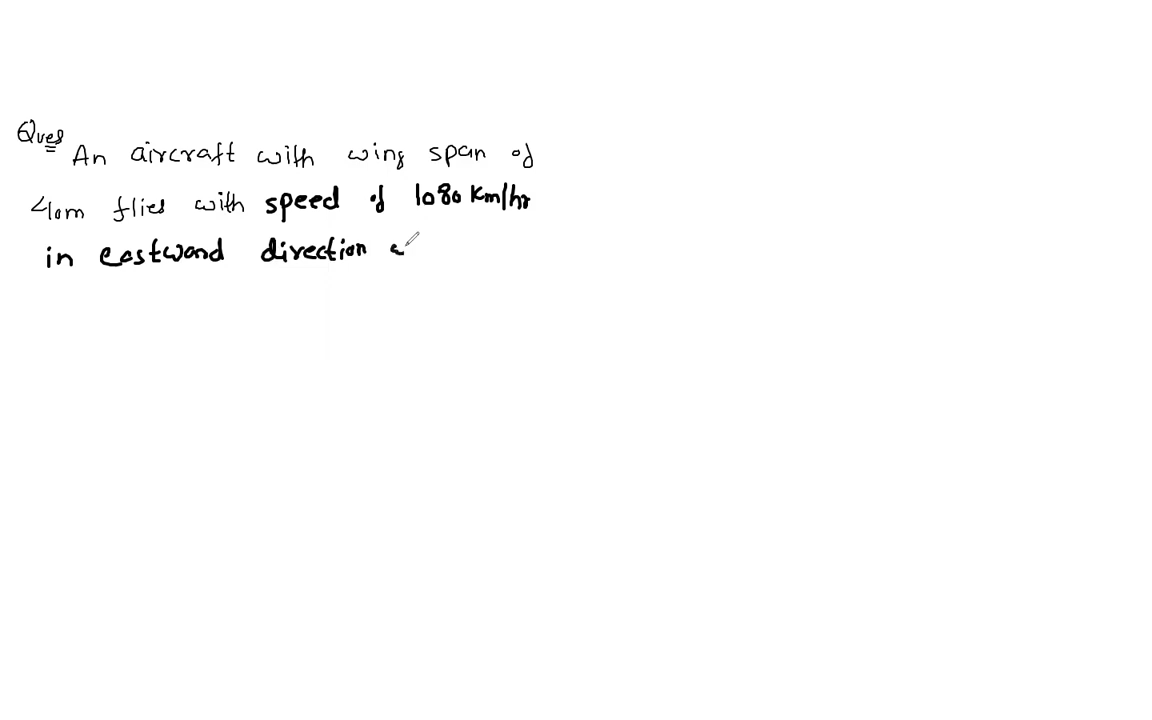 Ques An aircraft with wing span of
40m flies with speed of 1080 Km/hr
in eastward direction a